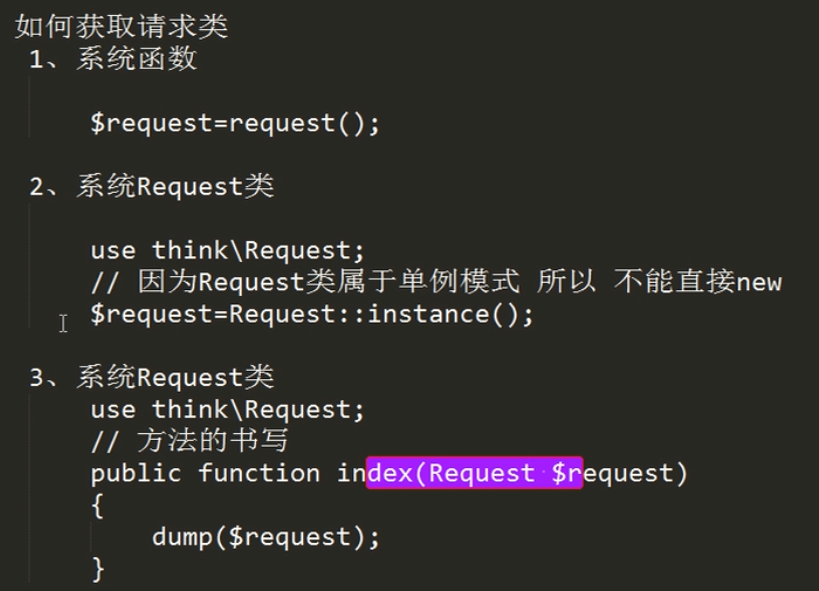 如何获取请求类
1、系统函数
$request=request();
2、系统Request类
use think\Request;
// 因为Request类属于单例模式 所以 不能直接new
$request=Request::instance();
3、系统Request类
use think\Request;
// 方法的书写
public function index(Request $request)
{
dump($request);
}